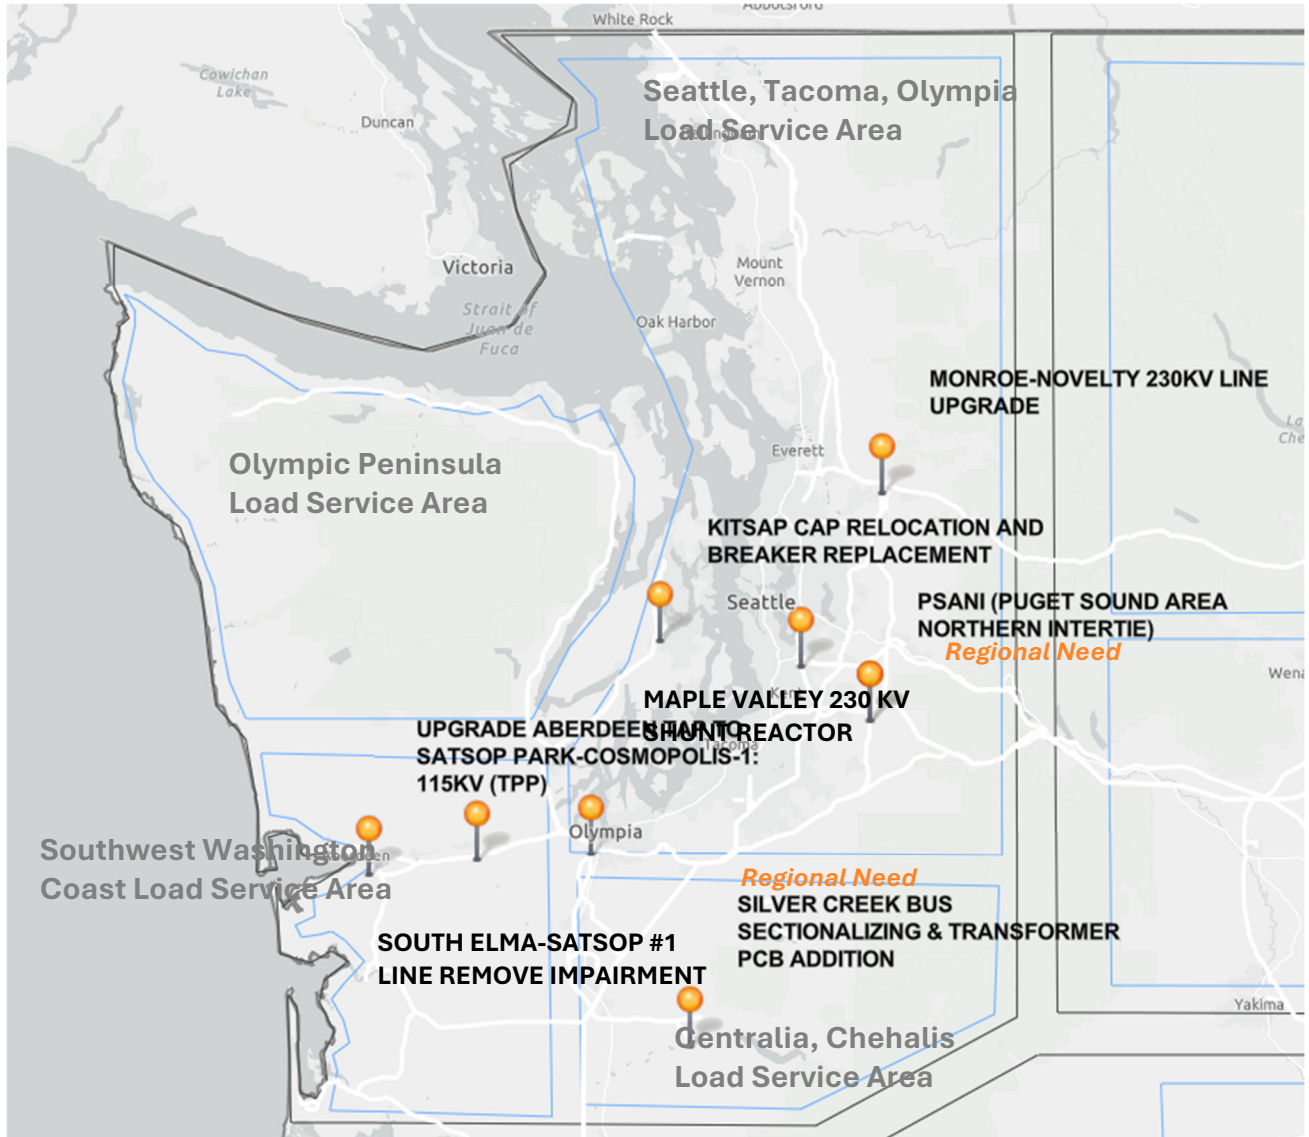 White Rock
Cowichan
Lake
Duncan
Seattle, Tacoma, Olympia
Load Service Area
Victoria
Mount
Vernon
Strait of
Juan de
Fuca
Oak Harbor
MONROE-NOVELTY 230KV LINE
UPGRADE
Everett
Olympic Peninsula
Load Service Area
KITSAP CAP RELOCATION AND
BREAKER REPLACEMENT
Seattle
PSANI (PUGET SOUND AREA
NORTHERN INTERTIE)
Regional Need
Kent
MAPLE VALLEY 230 KV
SHUNT REACTOR
Tacoma
UPGRADE ABERDEEN TAP TO
SATSOP PARK-COSMOPOLIS-1:
115KV (TPP)
Olympia
Southwest Washington
Coast Load Service Area
Regional Need
SILVER CREEK BUS
SECTIONALIZING & TRANSFORMER
PCB ADDITION
SOUTH ELMA-SATSOP #1
LINE REMOVE IMPAIRMENT
Yakima
Centralia, Chehalis
Load Service Area